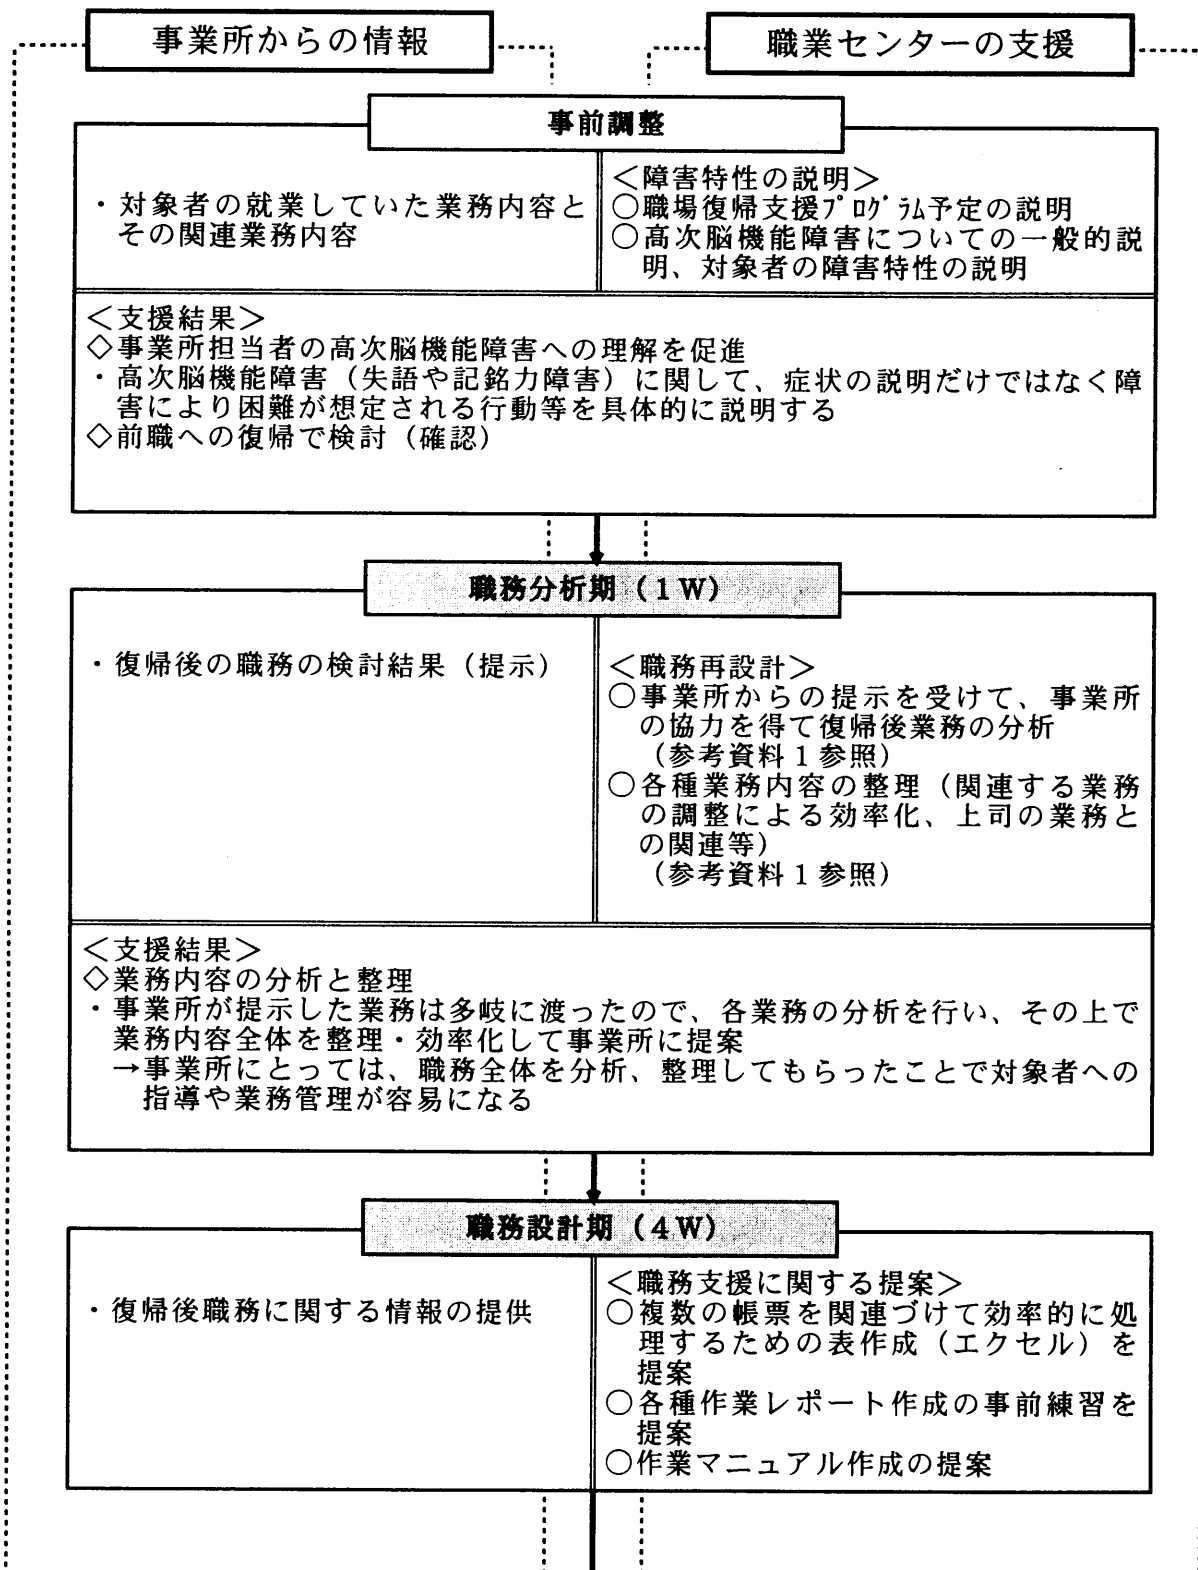 事業所からの情報
職業センターの支援
事前調整
・対象者の就業していた業務内容と
その関連業務内容
＜障害特性の説明＞
○職場復帰支援ﾌﾟﾛｸﾞﾗﾑ予定の説明
○高次脳機能障害についての一般的説
明、対象者の障害特性の説明
＜支援結果＞
◇事業所担当者の高次脳機能障害への理解を促進
・高次脳機能障害（失語や記銘力障害）に関して、症状の説明だけではなく障
害により困難が想定される行動等を具体的に説明する
◇前職への復帰で検討（確認）
職務分析期（１Ｗ）
・復帰後の職務の検討結果（提示）
＜職務再設計＞
○事業所からの提示を受けて、事業所
の協力を得て復帰後業務の分析
（参考資料１参照）
○各種業務内容の整理（関連する業務
の調整による効率化、上司の業務と
の関連等）
（参考資料１参照）
＜支援結果＞
◇業務内容の分析と整理
・事業所が提示した業務は多岐に渡ったので、各業務の分析を行い、その上で
業務内容全体を整理・効率化して事業所に提案
→事業所にとっては、職務全体を分析、整理してもらったことで対象者への
指導や業務管理が容易になる
職務設計期（４Ｗ）
・復帰後職務に関する情報の提供
＜職務支援に関する提案＞
○複数の帳票を関連づけて効率的に処
理するための表作成（エクセル）を
提案
○各種作業レポート作成の事前練習を
提案
○作業マニュアル作成の提案